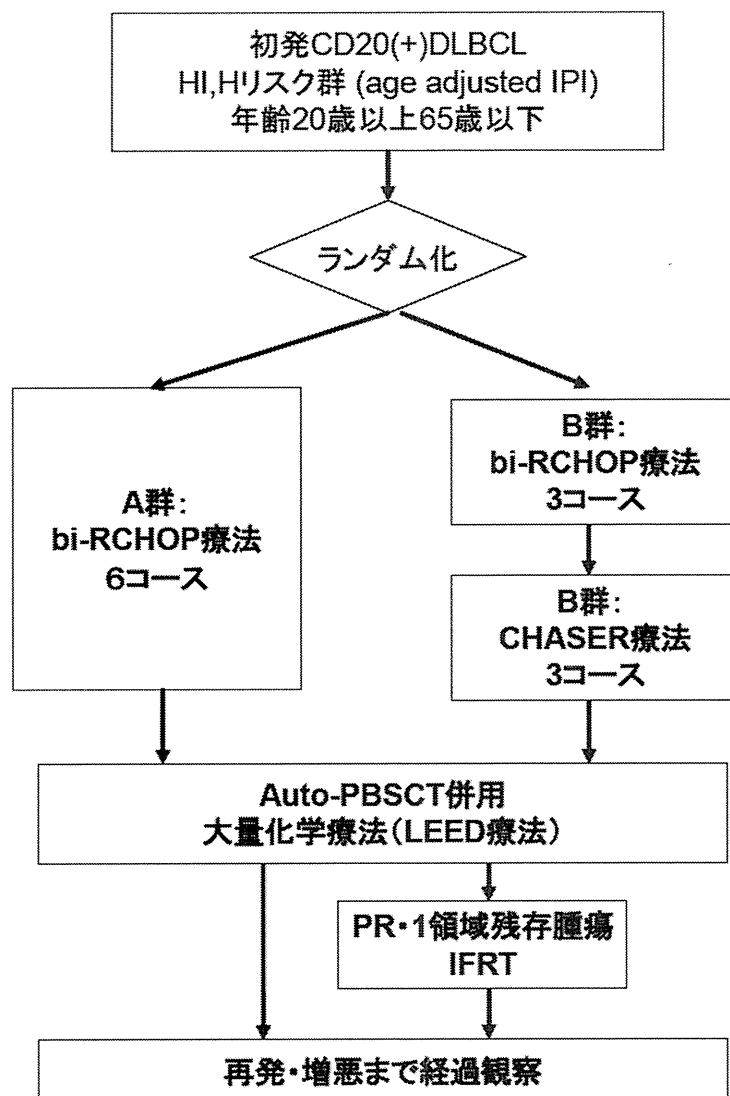 初発CD20(+)DLBCL
HI,Hリスク群 (age adjusted IPI)
年齢20歳以上65歳以下
ランダム化
A群:
bi-RCHOP療法
6コース
B群:
bi-RCHOP療法
3コース
B群:
CHASER療法
3コース
Auto-PBSCT併用
大量化学療法(LEED療法)
PR・1領域残存腫瘍
IFRT
再発・増悪まで経過観察